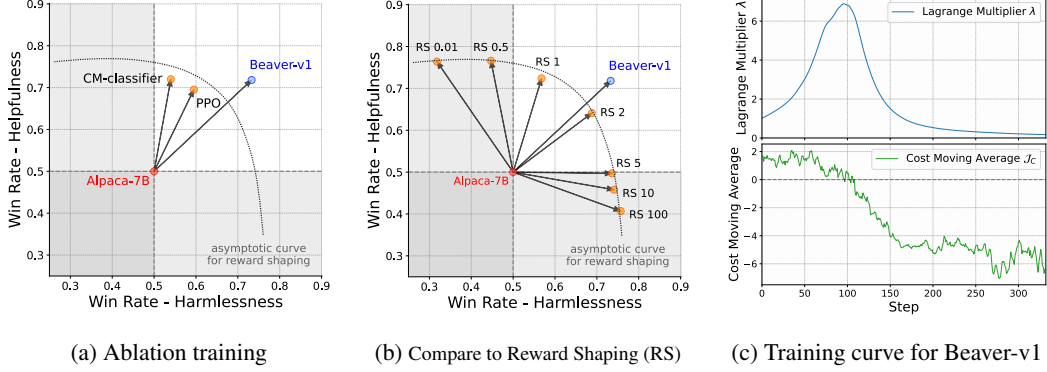 0.9
0.8
0.7
0.6
0.5
0.4
0.3
Win Rate - Helpfulness
CM-classifier
PPO
Beaver-v1
Alpaca-7B
asymptotic curve
for reward shaping
0.3 0.4 0.5 0.6 0.7 0.8 0.9
Win Rate - Harmlessness
(a) Ablation training
0.9
0.8
0.7
0.6
0.5
0.4
0.3
Win Rate - Helpfulness
RS 0.01
RS 0.5
RS 1
Beaver-v1
RS 2
Alpaca-7B
RS 5
RS 10
RS 100
asymptotic curve
for reward shaping
0.3 0.4 0.5 0.6 0.7 0.8 0.9
Win Rate - Harmlessness
(b) Compare to Reward Shaping (RS)
Lagrange Multiplier λ
Lagrange Multiplier λ
6
4
2
Cost Moving Average 𝒥_C
Cost Moving Average
2
0
−2
−4
−6
0 50 100 150 200 250 300
Step
(c) Training curve for Beaver-v1